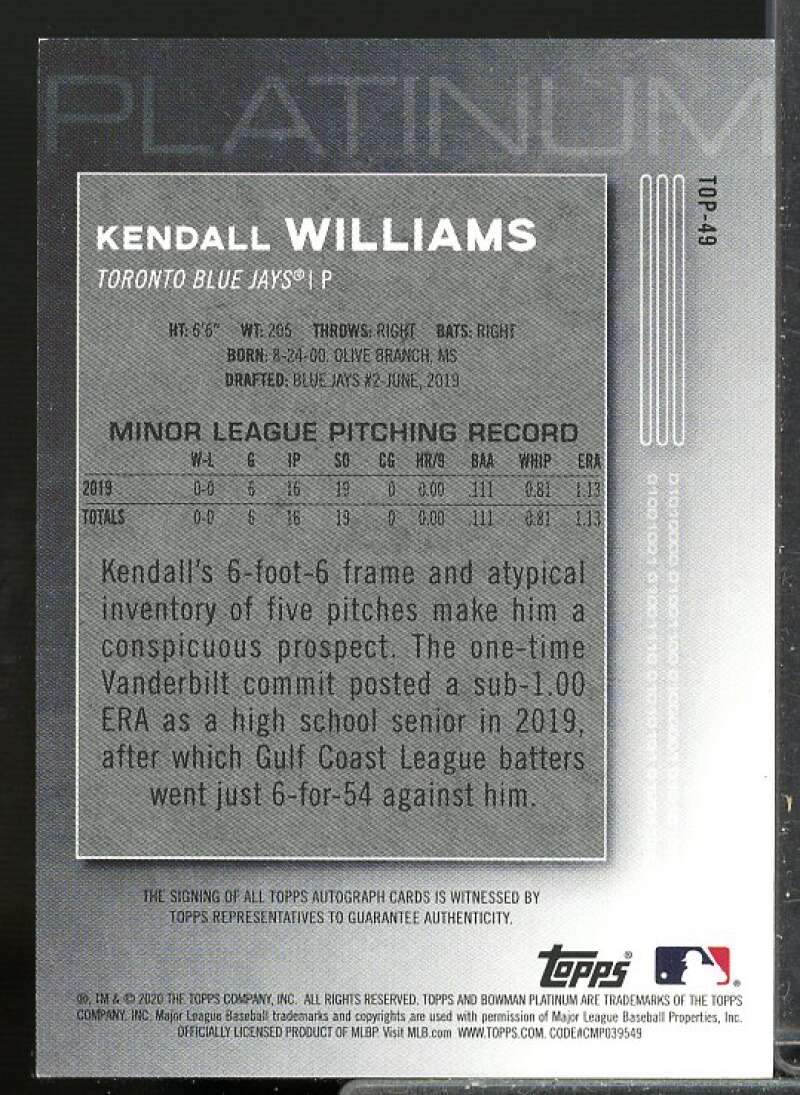 PLATINUM
TOP-49
KENDALL WILLIAMS
TORONTO BLUE JAYS® | P
HT: 6'6" WT: 205 THROWS: RIGHT BATS: RIGHT
BORN: 8-24-00, OLIVE BRANCH, MS
DRAFTED: BLUE JAYS #2-JUNE, 2019
MINOR LEAGUE PITCHING RECORD
W-L G IP SO CG HR/9 BAA WHIP ERA
2019 0-0 6 16 19 0 0.00 .111 0.81 1.13
TOTALS 0-0 6 16 19 0 0.00 .111 0.81 1.13
Kendall's 6-foot-6 frame and atypical
inventory of five pitches make him a
conspicuous prospect. The one-time
Vanderbilt commit posted a sub-1.00
ERA as a high school senior in 2019,
after which Gulf Coast League batters
went just 6-for-54 against him.
THE SIGNING OF ALL TOPPS AUTOGRAPH CARDS IS WITNESSED BY
TOPPS REPRESENTATIVES TO GUARANTEE AUTHENTICITY.
topps®
®, TM & © 2020 THE TOPPS COMPANY, INC. ALL RIGHTS RESERVED. TOPPS AND BOWMAN PLATINUM ARE TRADEMARKS OF THE TOPPS
COMPANY, INC. Major League Baseball trademarks and copyrights are used with permission of Major League Baseball Properties, Inc.
OFFICIALLY LICENSED PRODUCT OF MLBP. Visit MLB.com WWW.TOPPS.COM. CODE#CMP039549